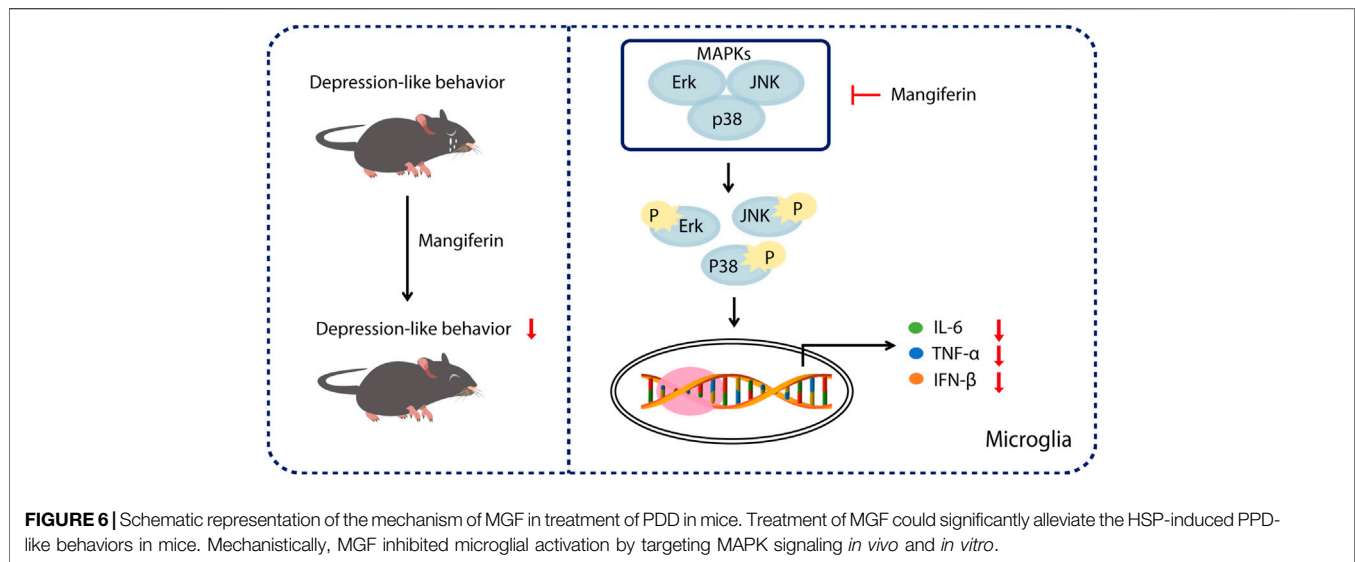 Depression-like behavior
Mangiferin
Depression-like behavior
MAPKs
Erk
JNK
p38
Mangiferin
P
Erk
JNK
P
P38
P
IL-6
TNF-α
IFN-β
Microglia
FIGURE 6 | Schematic representation of the mechanism of MGF in treatment of PDD in mice. Treatment of MGF could significantly alleviate the HSP-induced PPD-
like behaviors in mice. Mechanistically, MGF inhibited microglial activation by targeting MAPK signaling in vivo and in vitro.